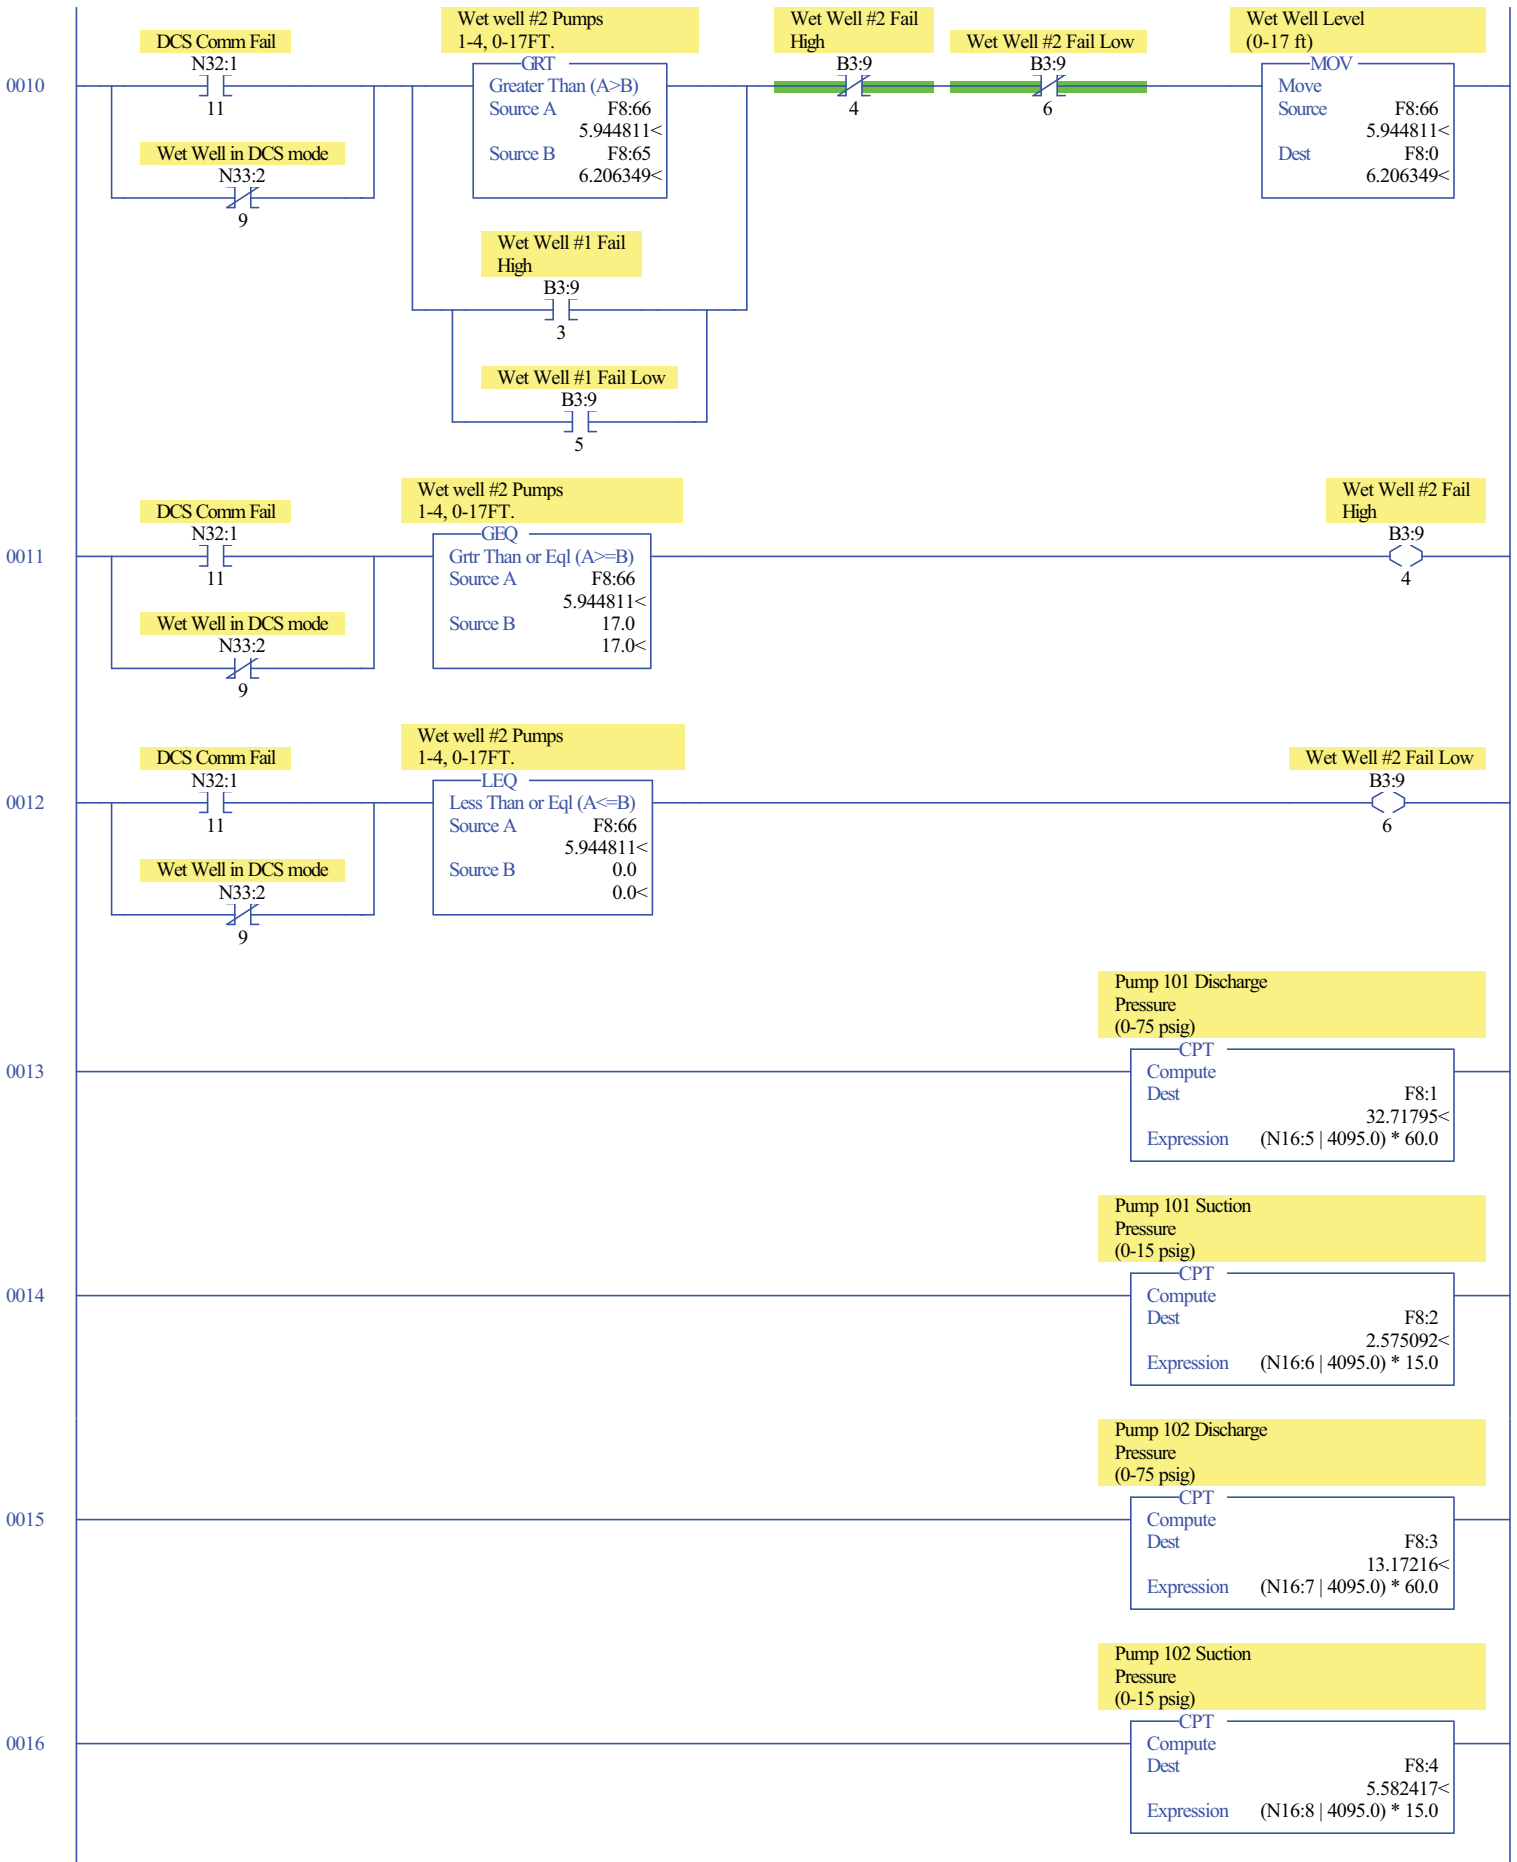 0010
DCS Comm Fail
N32:1
11
Wet Well in DCS mode
N33:2
9
Wet well #2 Pumps
1-4, 0-17FT.
GRT
Greater Than (A>B)
Source A F8:66
5.944811<
Source B F8:65
6.206349<
Wet Well #1 Fail
High
B3:9
3
Wet Well #1 Fail Low
B3:9
5
Wet Well #2 Fail
High
B3:9
4
Wet Well #2 Fail Low
B3:9
6
Wet Well Level
(0-17 ft)
MOV
Move
Source F8:66
5.944811<
Dest F8:0
6.206349<
0011
DCS Comm Fail
N32:1
11
Wet Well in DCS mode
N33:2
9
Wet well #2 Pumps
1-4, 0-17FT.
GEQ
Grtr Than or Eql (A>=B)
Source A F8:66
5.944811<
Source B 17.0
17.0<
Wet Well #2 Fail
High
B3:9
4
0012
DCS Comm Fail
N32:1
11
Wet Well in DCS mode
N33:2
9
Wet well #2 Pumps
1-4, 0-17FT.
LEQ
Less Than or Eql (A<=B)
Source A F8:66
5.944811<
Source B 0.0
0.0<
Wet Well #2 Fail Low
B3:9
6
0013
Pump 101 Discharge
Pressure
(0-75 psig)
CPT
Compute
Dest F8:1
32.71795<
Expression (N16:5 | 4095.0) * 60.0
0014
Pump 101 Suction
Pressure
(0-15 psig)
CPT
Compute
Dest F8:2
2.575092<
Expression (N16:6 | 4095.0) * 15.0
0015
Pump 102 Discharge
Pressure
(0-75 psig)
CPT
Compute
Dest F8:3
13.17216<
Expression (N16:7 | 4095.0) * 60.0
0016
Pump 102 Suction
Pressure
(0-15 psig)
CPT
Compute
Dest F8:4
5.582417<
Expression (N16:8 | 4095.0) * 15.0